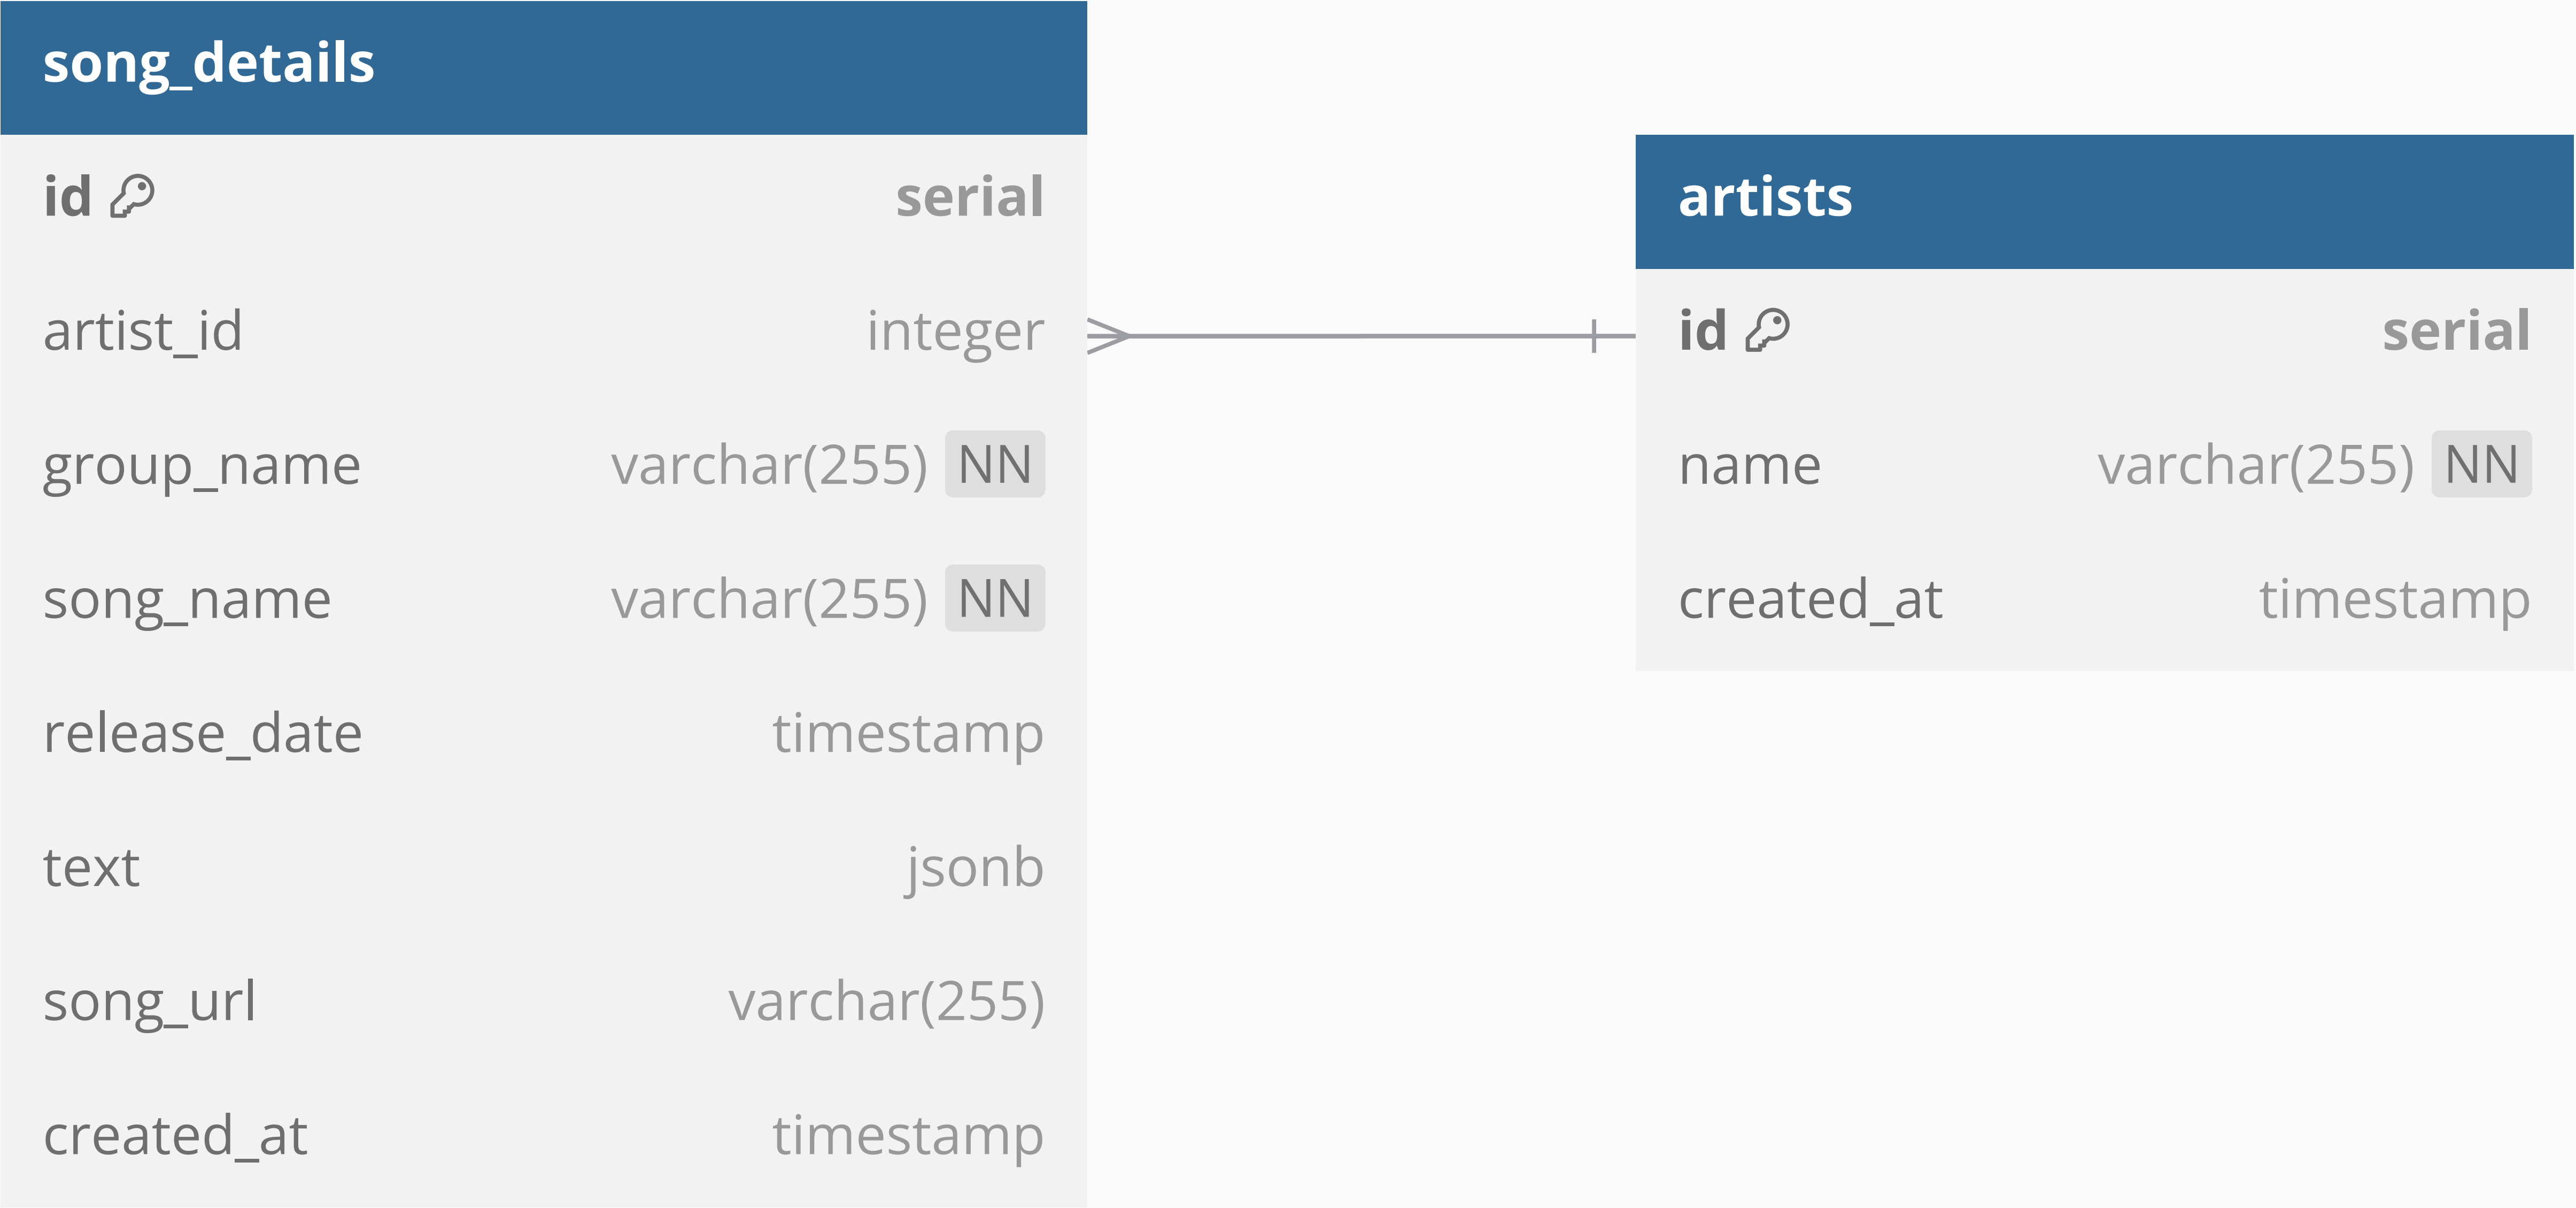 song_details
id serial
artist_id integer
group_name varchar(255) NN
song_name varchar(255) NN
release_date timestamp
text jsonb
song_url varchar(255)
created_at timestamp
artists
id serial
name varchar(255) NN
created_at timestamp